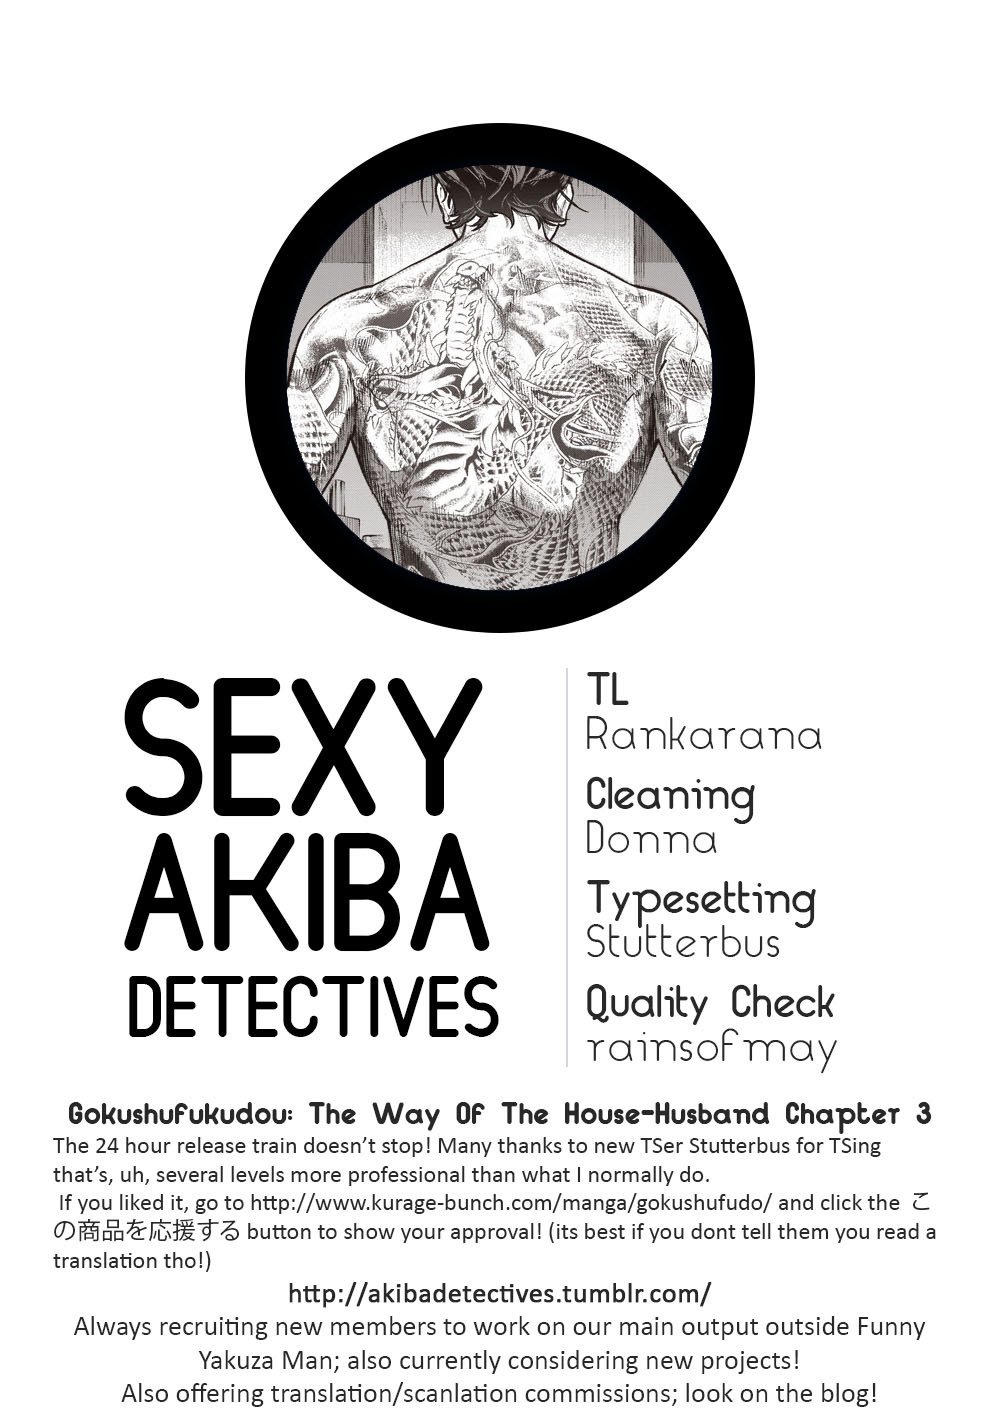 SEXY
AKIBA
DETECTIVES
TL
Rankarana
Cleaning
Donna
Typesetting
Stutterbus
Quality Check
rainsofmay
Gokushufukudou: The Way Of The House-Husband Chapter 3
The 24 hour release train doesn't stop! Many thanks to new TSer Stutterbus for TSing
that's, uh, several levels more professional than what I normally do.
If you liked it, go to http://www.kurage-bunch.com/manga/gokushufudo/ and click the こ
の商品を応援する button to show your approval! (its best if you dont tell them you read a
translation tho!)
http://akibadetectives.tumblr.com/
Always recruiting new members to work on our main output outside Funny
Yakuza Man; also currently considering new projects!
Also offering translation/scanlation commissions; look on the blog!